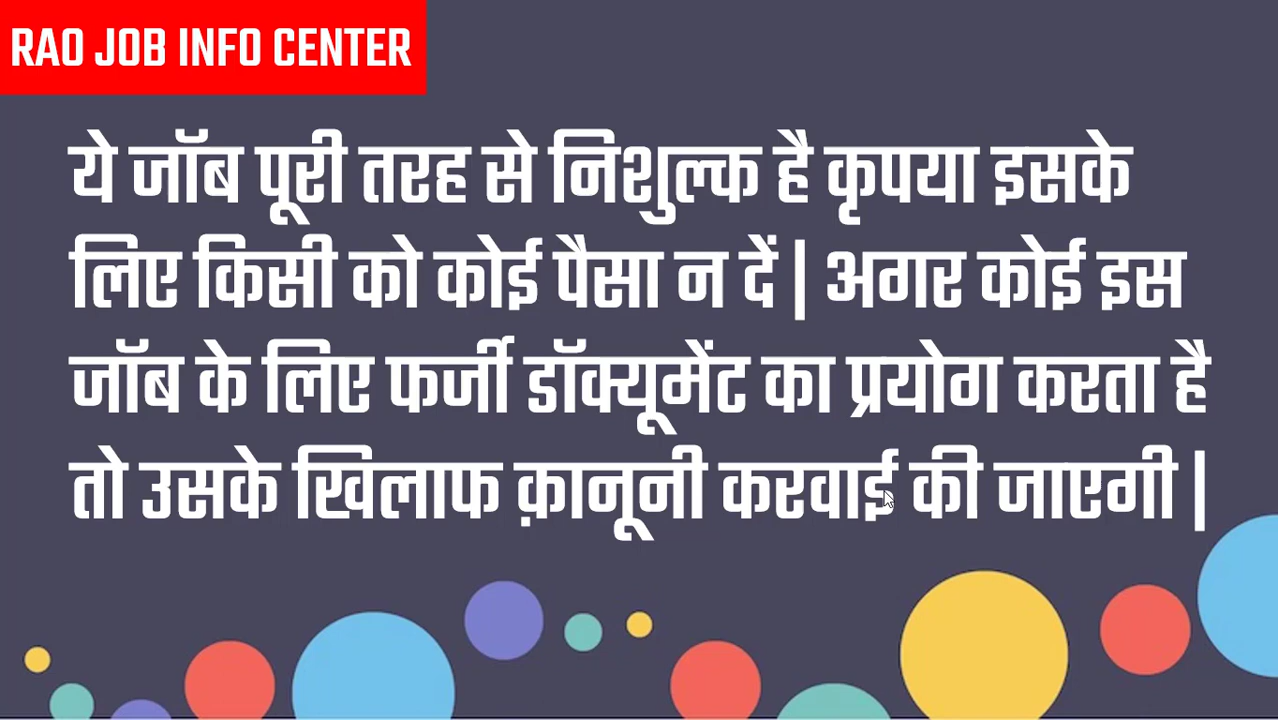 RAO JOB INFO CENTER
ये जॉब पूरी तरह से निशुल्क है कृपया इसके
लिए किसी को कोई पैसा न दें | अगर कोई इस
जॉब के लिए फर्जी डॉक्यूमेंट का प्रयोग करता है
तो उसके खिलाफ क़ानूनी करवाई की जाएगी |